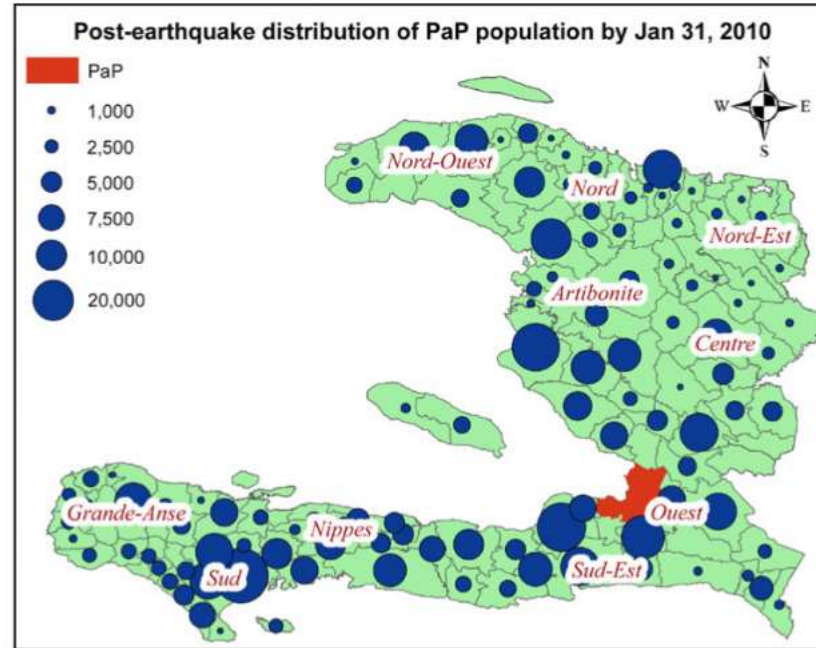 Post-earthquake distribution of PaP population by Jan 31, 2010
PaP
1,000
2,500
5,000
7,500
10,000
20,000
N
W E
S
Nord-Ouest
Nord
Nord-Est
Artibonite
Centre
Grande-Anse
Nippes
Ouest
Sud
Sud-Est